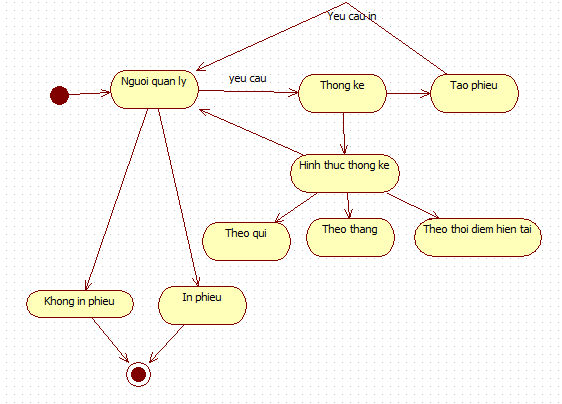 Yeu cau in
Nguoi quan ly
yeu cau
Thong ke
Tao phieu
Hinh thuc thong ke
Theo qui
Theo thang
Theo thoi diem hien tai
Khong in phieu
In phieu